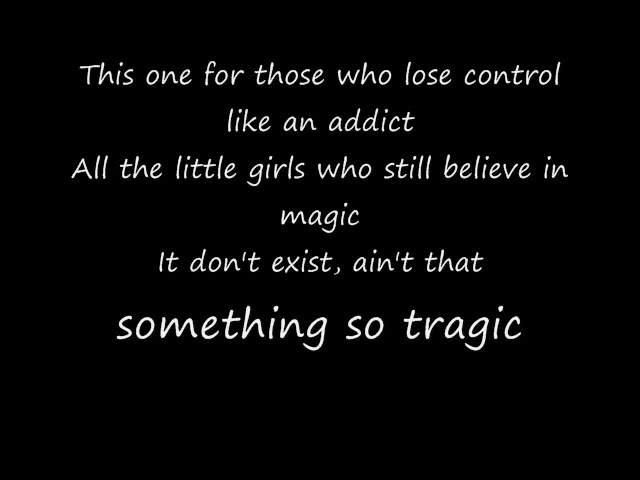 This one for those who lose control
like an addict
All the little girls who still believe in
magic
It don't exist, ain't that
something so tragic